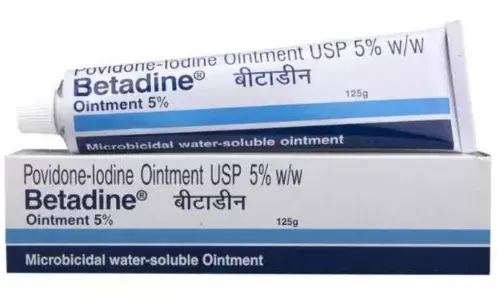 Povidone-Iodine Ointment USP 5% w/w
Betadine® बीटाडीन
Ointment 5% 125g
Microbicidal water-soluble ointment
Povidone-Iodine Ointment USP 5% w/w
Betadine® बीटाडीन
Ointment 5% 125g
Microbicidal water-soluble Ointment